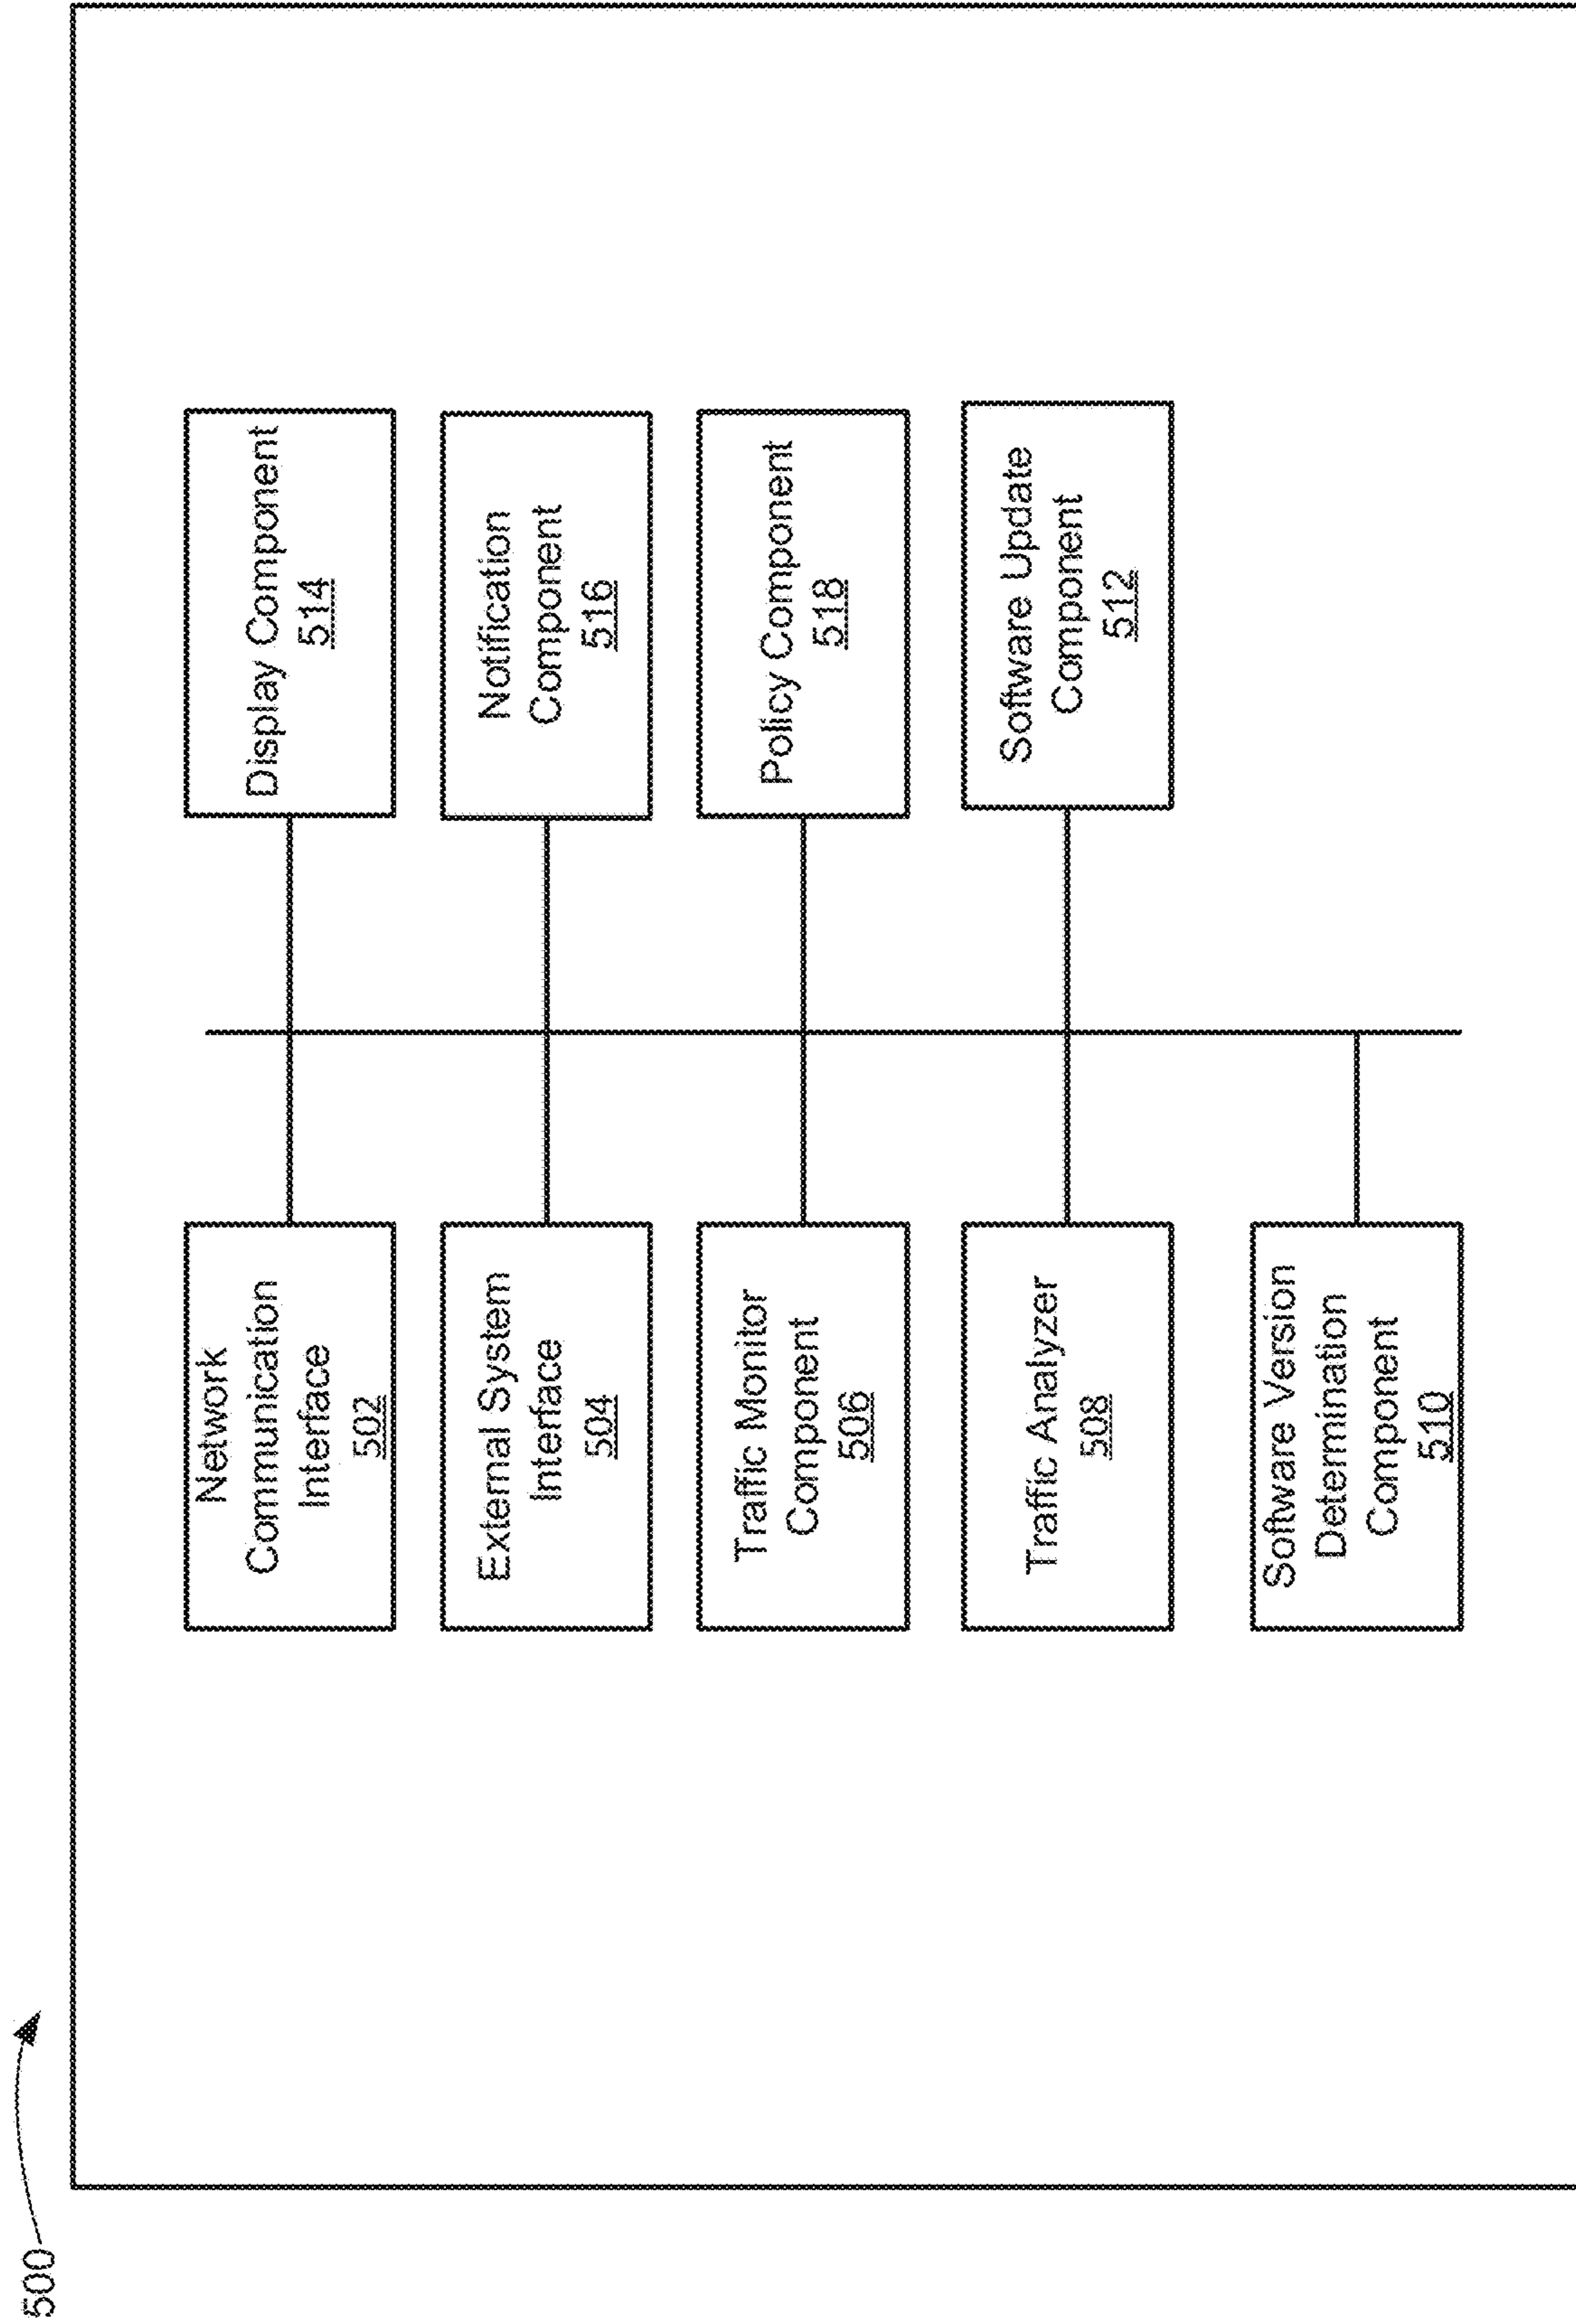 500
Network
Communication
Interface
502
External System
Interface
504
Traffic Monitor
Component
506
Traffic Analyzer
508
Software Version
Determination
Component
510
Display Component
514
Notification
Component
516
Policy Component
518
Software Update
Component
512